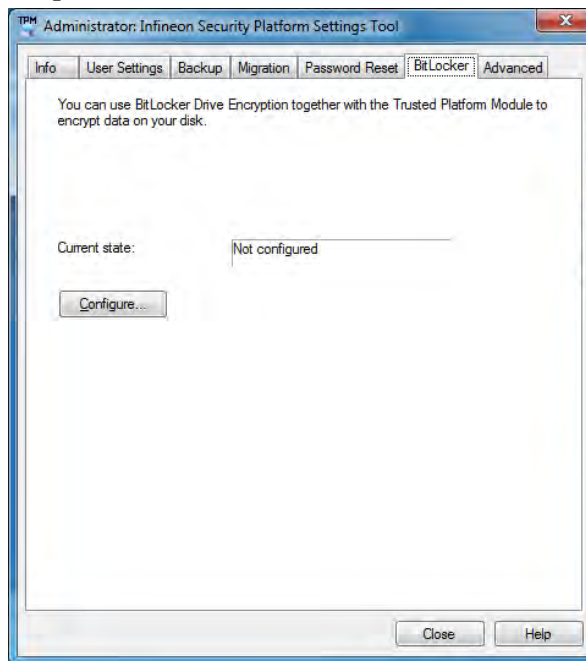 TPM Administrator: Infineon Security Platform Settings Tool
Info User Settings Backup Migration Password Reset BitLocker Advanced
You can use BitLocker Drive Encryption together with the Trusted Platform Module to
encrypt data on your disk.
Current state: Not configured
Configure...
Close Help